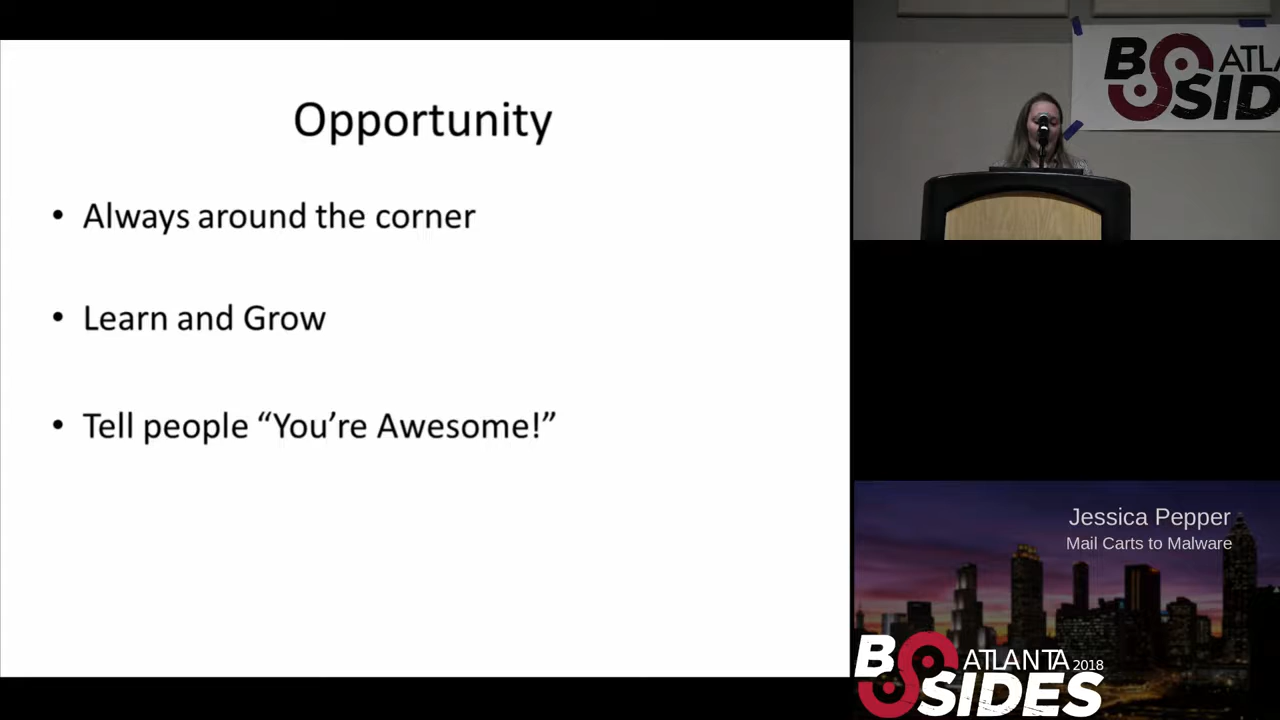 Opportunity
• Always around the corner
• Learn and Grow
• Tell people “You’re Awesome!”
BSIDES ATLA
Jessica Pepper
Mail Carts to Malware
BSIDES ATLANTA 2018